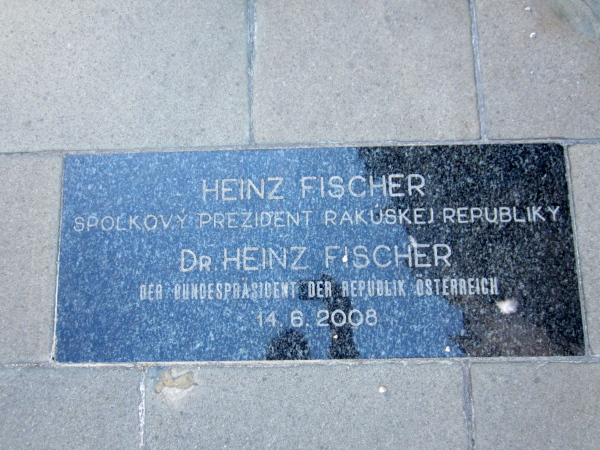 HEINZ FISCHER
SPOLKOVÝ PREZIDENT RAKÚSKEJ REPUBLIKY
DR. HEINZ FISCHER
DER BUNDESPRÄSIDENT DER REPUBLIK ÖSTERREICH
14.6.2008